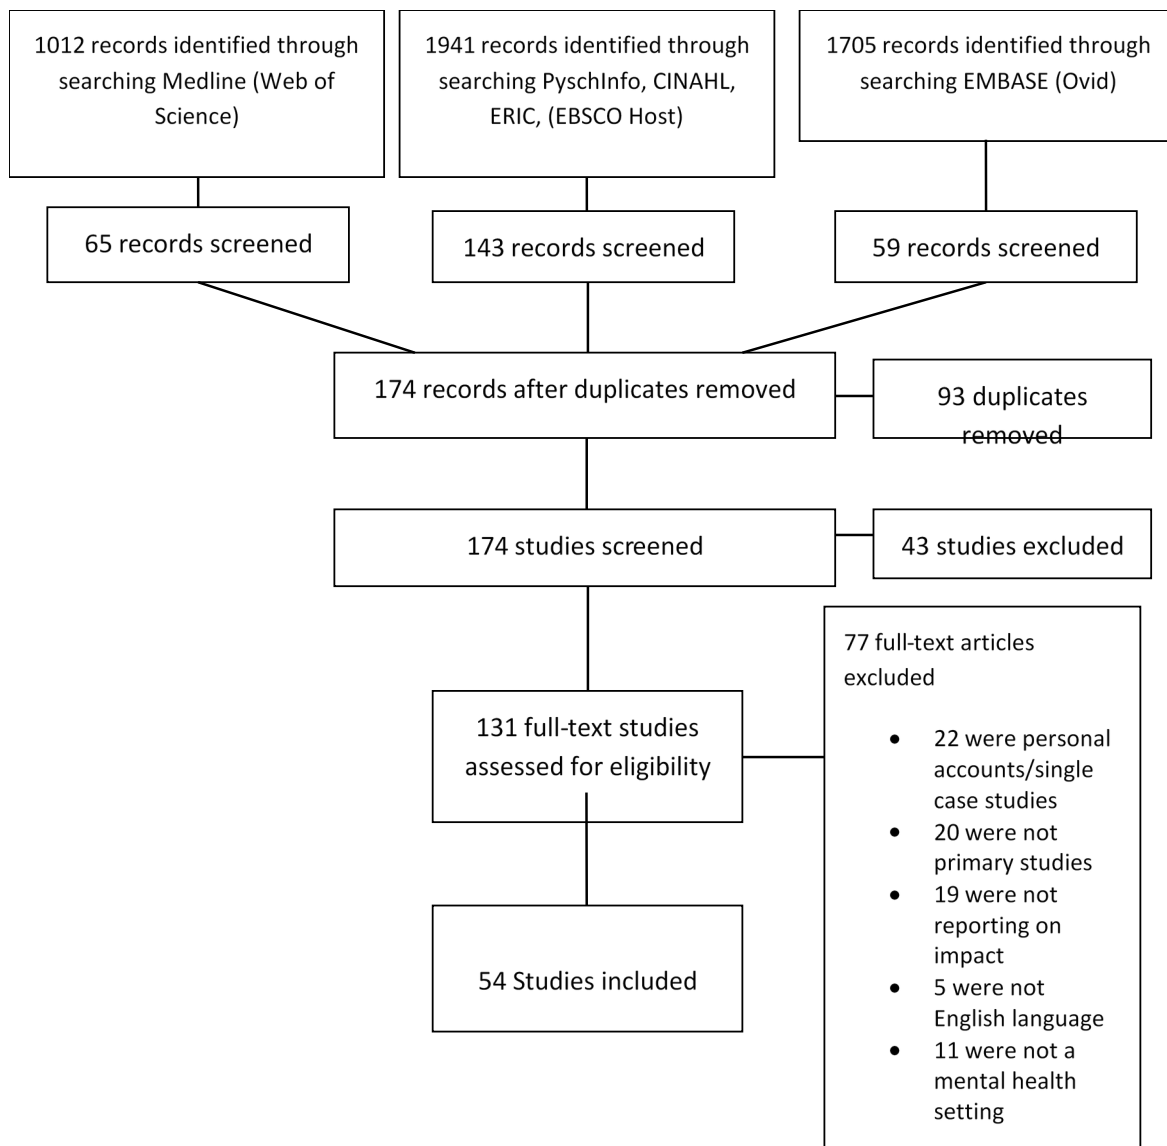 1012 records identified through
searching Medline (Web of
Science)
1941 records identified through
searching PyschInfo, CINAHL,
ERIC, (EBSCO Host)
1705 records identified through
searching EMBASE (Ovid)
65 records screened
143 records screened
59 records screened
174 records after duplicates removed
93 duplicates
removed
174 studies screened
43 studies excluded
131 full-text studies
assessed for eligibility
77 full-text articles
excluded
• 22 were personal
accounts/single
case studies
• 20 were not
primary studies
• 19 were not
reporting on
impact
• 5 were not
English language
• 11 were not a
mental health
setting
54 Studies included